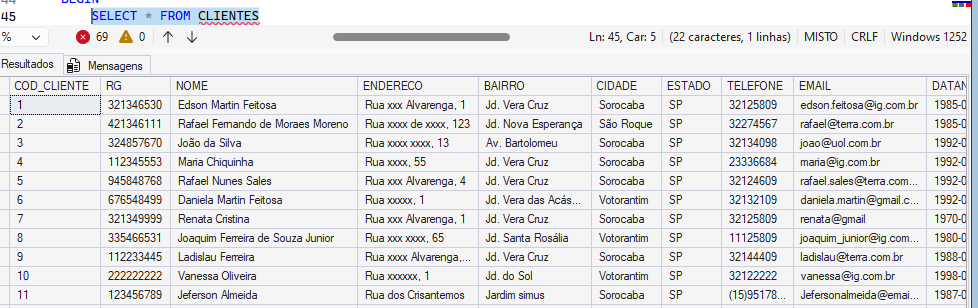 BEGIN
45 SELECT * FROM CLIENTES
% 69 0 Ln: 45, Car: 5 (22 caracteres, 1 linhas) MISTO CRLF Windows 1252
Resultados Mensagens
COD_CLIENTE RG NOME ENDERECO BAIRRO CIDADE ESTADO TELEFONE EMAIL DATAN
1 321346530 Edson Martin Feitosa Rua xxx Alvarenga, 1 Jd. Vera Cruz Sorocaba SP 32125809 edson.feitosa@ig.com.br 1985-0
2 421346111 Rafael Fernando de Moraes Moreno Rua xxxx de xxxx, 123 Jd. Nova Esperança São Roque SP 32274567 rafael@terra.com.br 1985-0
3 324857670 João da Silva Rua xxxx xxxx, 13 Av. Bartolomeu Sorocaba SP 32134098 joao@uol.com.br 1992-0
4 112345553 Maria Chiquinha Rua xxxx, 55 Jd. Vera Cruz Sorocaba SP 23336684 maria@ig.com.br 1992-0
5 945848768 Rafael Nunes Sales Rua xxx Alvarenga, 4 Jd. Vera Cruz Sorocaba SP 32124609 rafael.sales@terra.com... 1992-0
6 676548499 Daniela Martin Feitosa Rua xxxxx, 1 Jd. Vera das Acás... Votorantim SP 32132109 daniela.martin@gmail.c... 1992-0
7 321349999 Renata Cristina Rua xxx Alvarenga, 1 Jd. Vera Cruz Sorocaba SP 32125809 renata@gmail 1970-0
8 335466531 Joaquim Ferreira de Souza Junior Rua xxxx xxxx, 65 Jd. Santa Rosália Votorantim SP 11125809 joaquim_junior@ig.com... 1980-0
9 112233445 Ladislau Ferreira Rua xxxx Alvarenga,... Jd. Vera Cruz Sorocaba SP 32144409 ladislau@terra.com.br 1988-0
10 222222222 Vanessa Oliveira Rua xxxxxx, 1 Jd. do Sol Votorantim SP 32122222 vanessa@ig.com.br 1998-0
11 123456789 Jeferson Almeida Rua dos Crisantemos Jardim simus Sorocaba SP (15)95178... Jefersonalmeida@emai... 1987-0